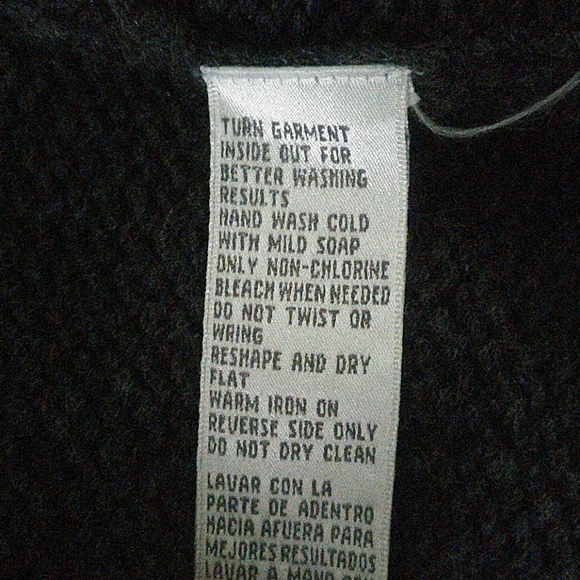 TURN GARMENT
INSIDE OUT FOR
BETTER WASHING
RESULTS
HAND WASH COLD
WITH MILD SOAP
ONLY NON-CHLORINE
BLEACH WHEN NEEDED
DO NOT TWIST OR
WRING
RESHAPE AND DRY
FLAT
WARM IRON ON
REVERSE SIDE ONLY
DO NOT DRY CLEAN
LAVAR CON LA
PARTE DE ADENTRO
HACIA AFUERA PARA
MEJORES RESULTADOS
LAVAR A MANO